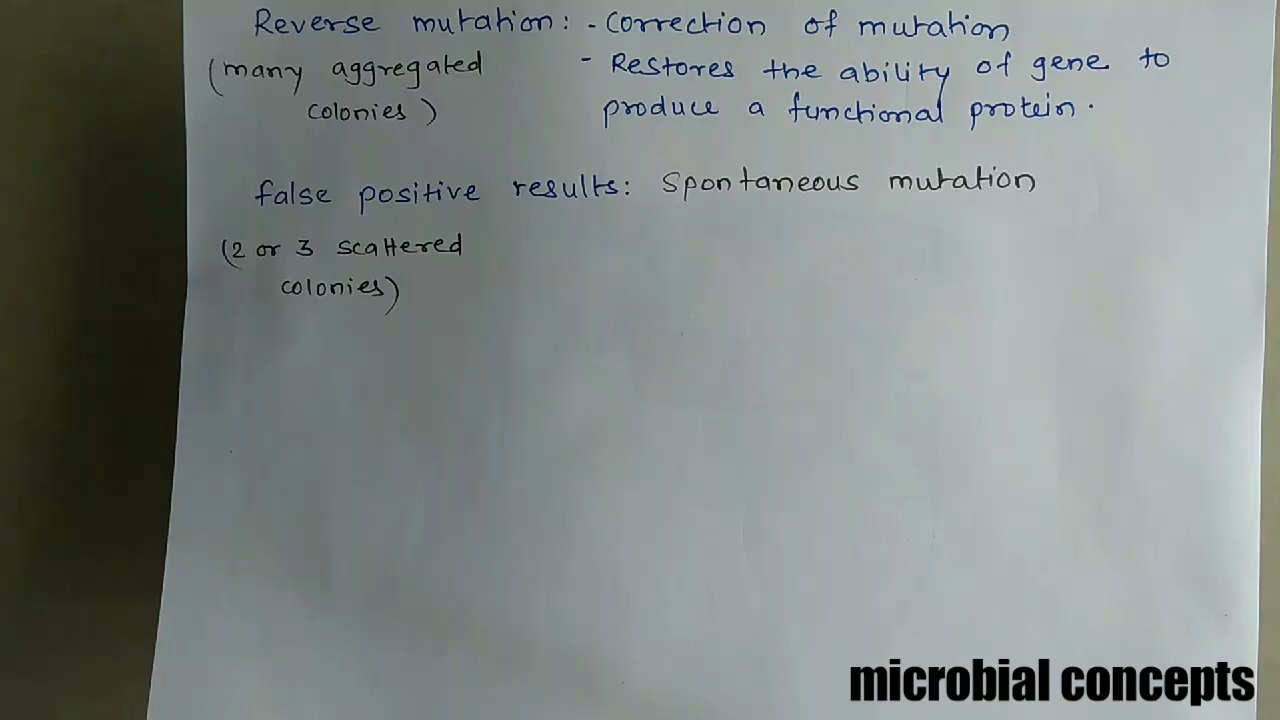 Reverse mutation: - Correction of mutation
(many aggregated colonies)
- Restores the ability of gene to produce a functional protein.
false positive results: Spontaneous mutation
(2 or 3 scattered
colonies)
microbial concepts